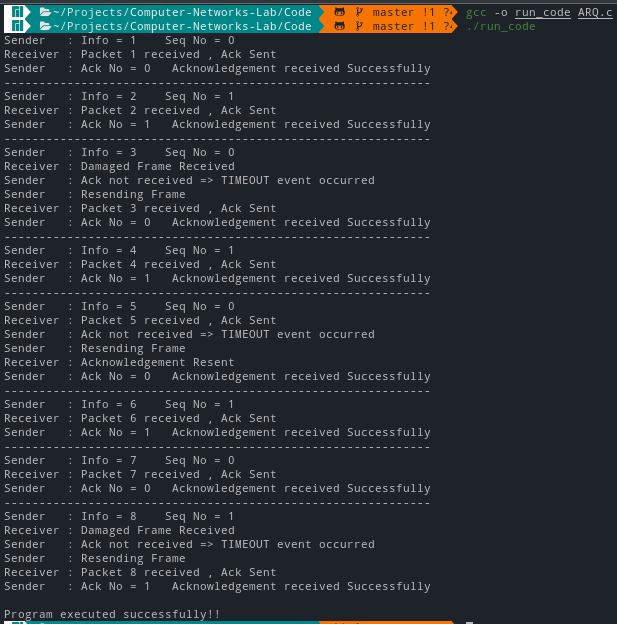 ~/Projects/Computer-Networks-Lab/Code master !1 ? gcc -o run_code ARQ.c
~/Projects/Computer-Networks-Lab/Code master !1 ? ./run_code
Sender   : Info = 1    Seq No = 0
Receiver : Packet 1 received , Ack Sent
Sender   : Ack No = 0   Acknowledgement received Successfully
-----------------------------------------------------
Sender   : Info = 2    Seq No = 1
Receiver : Packet 2 received , Ack Sent
Sender   : Ack No = 1   Acknowledgement received Successfully
-----------------------------------------------------
Sender   : Info = 3    Seq No = 0
Receiver : Damaged Frame Received
Sender   : Ack not received => TIMEOUT event occurred
Sender   : Resending Frame
Receiver : Packet 3 received , Ack Sent
Sender   : Ack No = 0   Acknowledgement received Successfully
-----------------------------------------------------
Sender   : Info = 4    Seq No = 1
Receiver : Packet 4 received , Ack Sent
Sender   : Ack No = 1   Acknowledgement received Successfully
-----------------------------------------------------
Sender   : Info = 5    Seq No = 0
Receiver : Packet 5 received , Ack Sent
Sender   : Ack not received => TIMEOUT event occurred
Sender   : Resending Frame
Receiver : Acknowledgement Resent
Sender   : Ack No = 0   Acknowledgement received Successfully
-----------------------------------------------------
Sender   : Info = 6    Seq No = 1
Receiver : Packet 6 received , Ack Sent
Sender   : Ack No = 1   Acknowledgement received Successfully
-----------------------------------------------------
Sender   : Info = 7    Seq No = 0
Receiver : Packet 7 received , Ack Sent
Sender   : Ack No = 0   Acknowledgement received Successfully
-----------------------------------------------------
Sender   : Info = 8    Seq No = 1
Receiver : Damaged Frame Received
Sender   : Ack not received => TIMEOUT event occurred
Sender   : Resending Frame
Receiver : Packet 8 received , Ack Sent
Sender   : Ack No = 1   Acknowledgement received Successfully

Program executed successfully!!